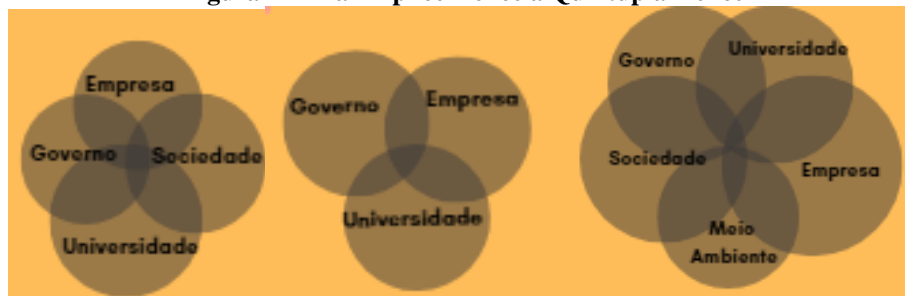 Empresa
Governo
Sociedade
Universidade
Governo
Empresa
Universidade
Governo
Universidade
Sociedade
Empresa
Meio
Ambiente